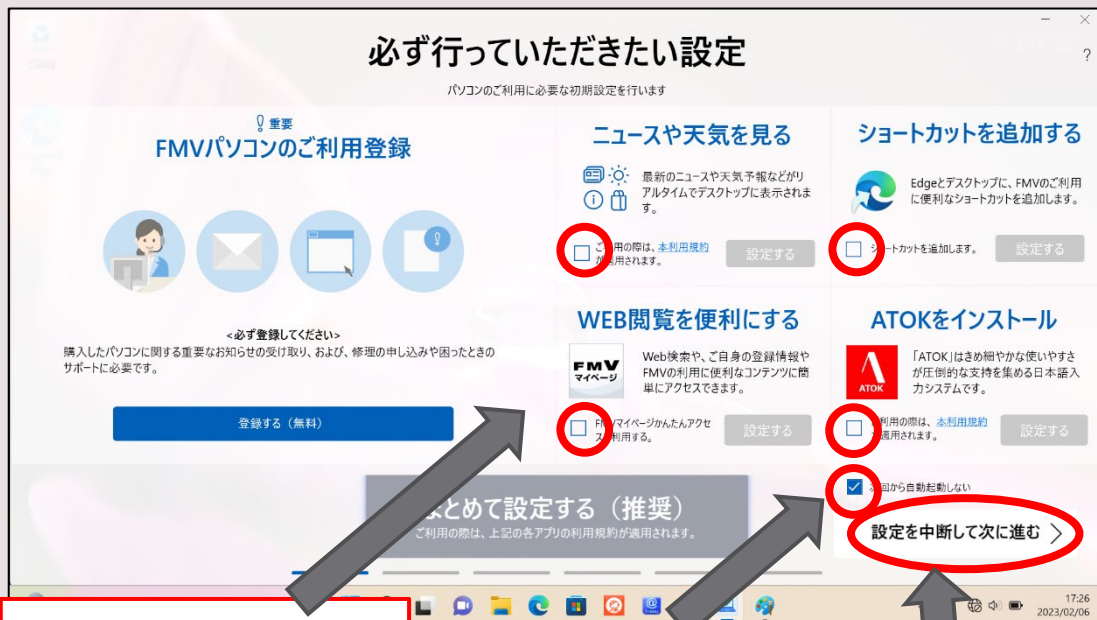 必ず行っていただきたい設定
?
パソコンのご利用に必要な初期設定を行います
重要
FMVパソコンのご利用登録
<必ず登録してください>
購入したパソコンに関する重要なお知らせの受け取り、および、修理の申し込みや困ったときの
サポートに必要です。
登録する（無料）
ニュースや天気を見る
最新のニュースや天気予報などがリ
アルタイムでデスクトップに表示されま
す。
用の際は、本利用規約
用されます。
設定する
ショートカットを追加する
Edgeとデスクトップに、FMVのご利用
に便利なショートカットを追加します。
ートカットを追加します。
設定する
WEB閲覧を便利にする
FMV
マイページ
Web検索や、ご自身の登録情報や
FMVの利用に便利なコンテンツに簡
単にアクセスできます。
マイページかんたんアクセ
利用する。
設定する
ATOKをインストール
ATOK
「ATOK」はきめ細やかな使いやすさ
が圧倒的な支持を集める日本語入
力システムです。
利用の際は、本利用規約
適用されます。
設定する
回から自動起動しない
とめて設定する（推奨）
ご利用の際は、上記の各アプリの利用規約が適用されます。
設定を中断して次に進む
17:26
2023/02/06